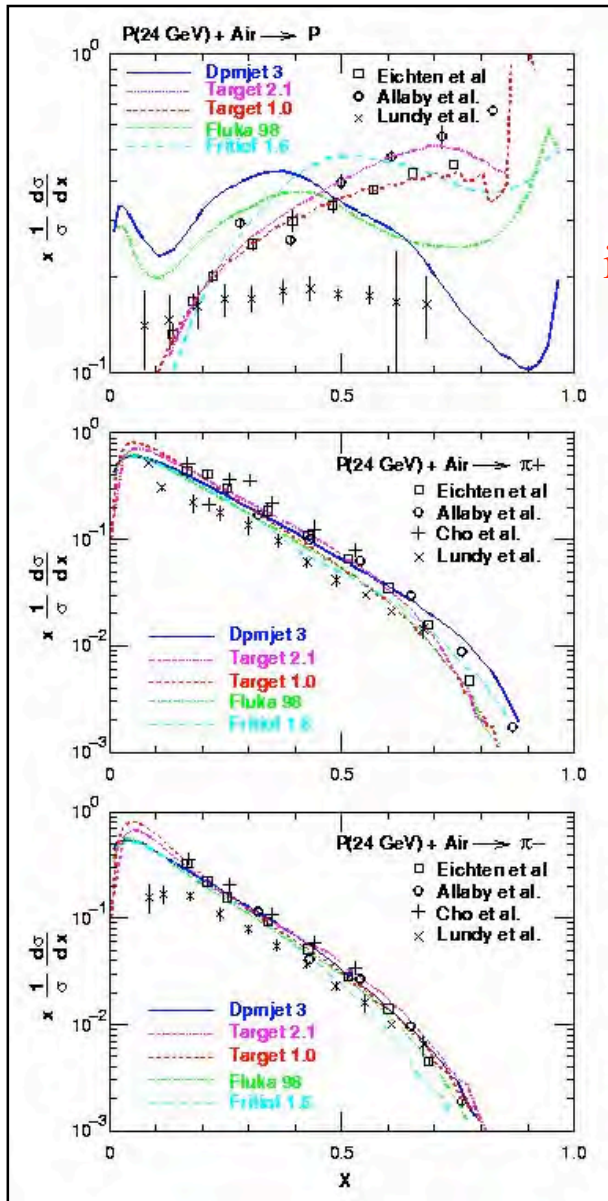 P(24 GeV) + Air → P
10⁰
Dpmjet 3
Target 2.1
Target 1.0
Fluka 98
Fritiof 1.6
Eichten et al
Allaby et al.
Lundy et al.
x 1/σ dσ/dx
10⁻¹
0
0.5
1.0
10⁰
P(24 GeV) + Air → π+
Eichten et al
Allaby et al.
Cho et al.
Lundy et al.
10⁻¹
x 1/σ dσ/dx
10⁻²
Dpmjet 3
Target 2.1
Target 1.0
Fluka 98
Fritiof 1.6
10⁻³
0
0.5
1.0
10⁰
P(24 GeV) + Air → π−
Eichten et al
Allaby et al.
Cho et al.
Lundy et al.
10⁻¹
x 1/σ dσ/dx
10⁻²
Dpmjet 3
Target 2.1
Target 1.0
Fluka 98
Fritiof 1.6
10⁻³
0
0.5
1.0
X